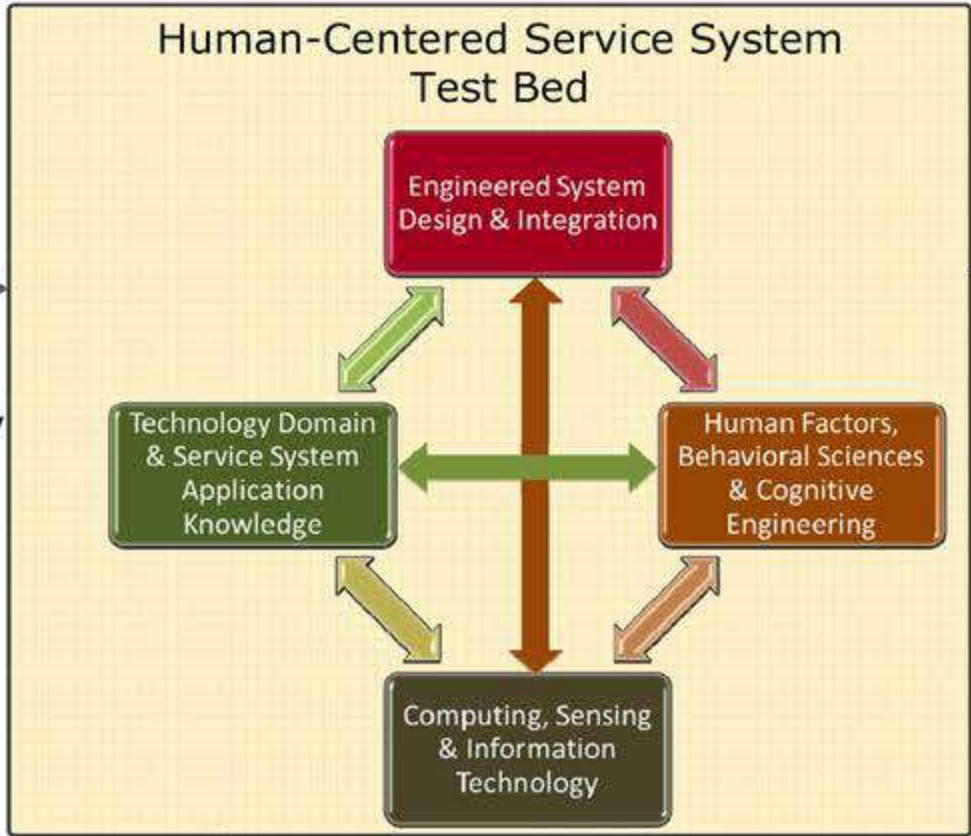 Human-Centered Service System
Test Bed
Engineered System
Design & Integration
Technology Domain
& Service System
Application
Knowledge
Human Factors,
Behavioral Sciences
& Cognitive
Engineering
Computing, Sensing
& Information
Technology